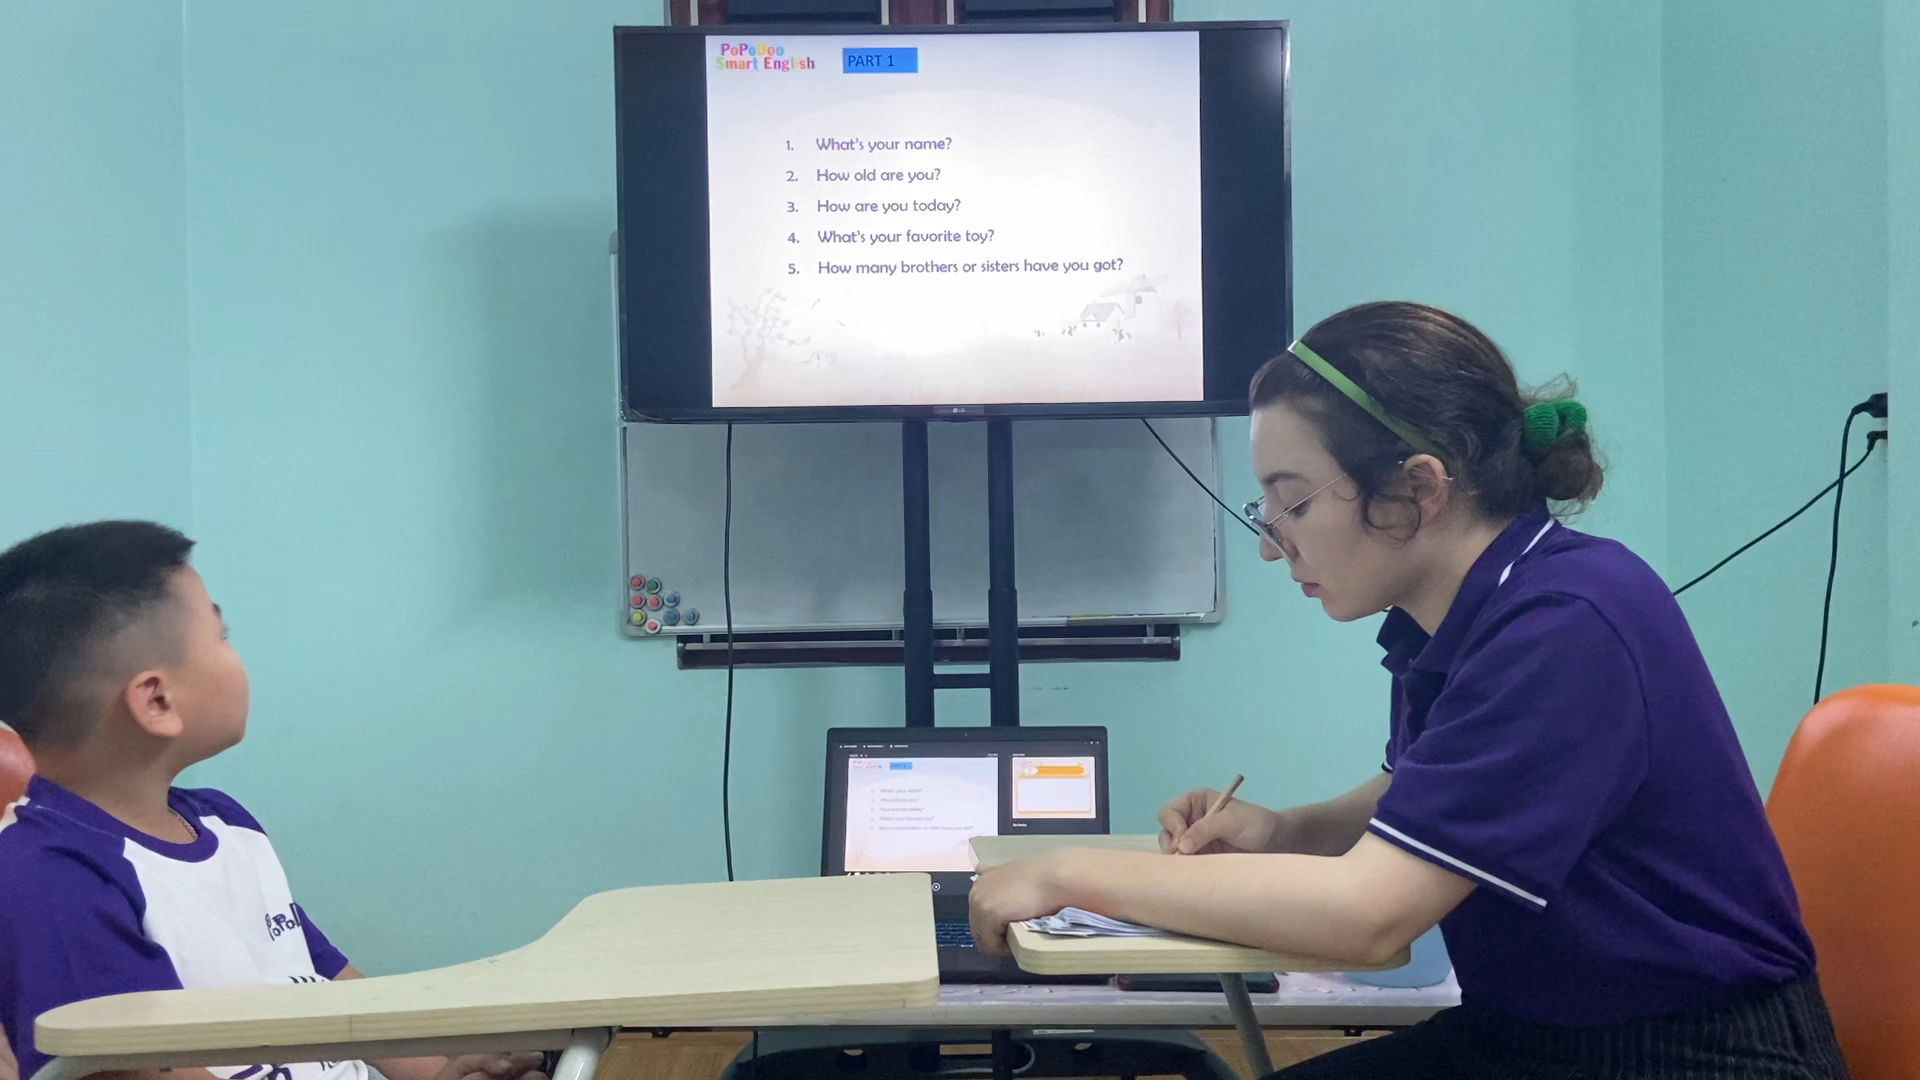 PoPoDoo
Smart English
PART 1
1. What's your name?
2. How old are you?
3. How are you today?
4. What's your favorite toy?
5. How many brothers or sisters have you got?
LG